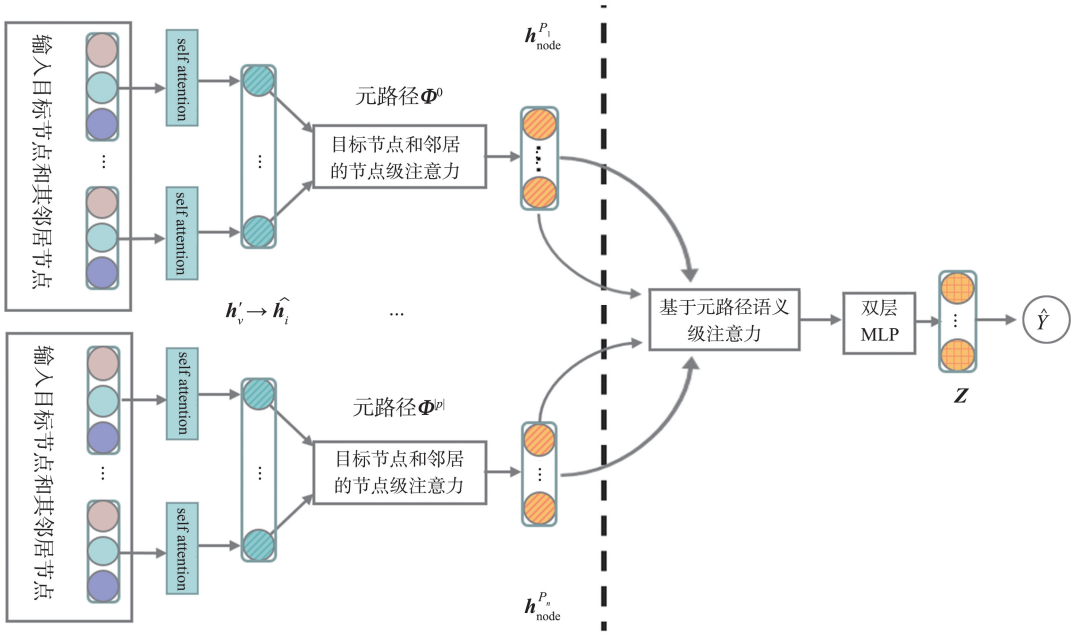 输入目标节点和其邻居节点
...
self attention
self attention
...
元路径Φ⁰
目标节点和邻居
的节点级注意力
h_node^{P_1}
...
h'_v → \hat{h_i}
...
输入目标节点和其邻居节点
...
self attention
self attention
...
元路径Φ^{|p|}
目标节点和邻居
的节点级注意力
...
h_node^{P_n}
基于元路径语义
级注意力
双层
MLP
...
Z
Ŷ